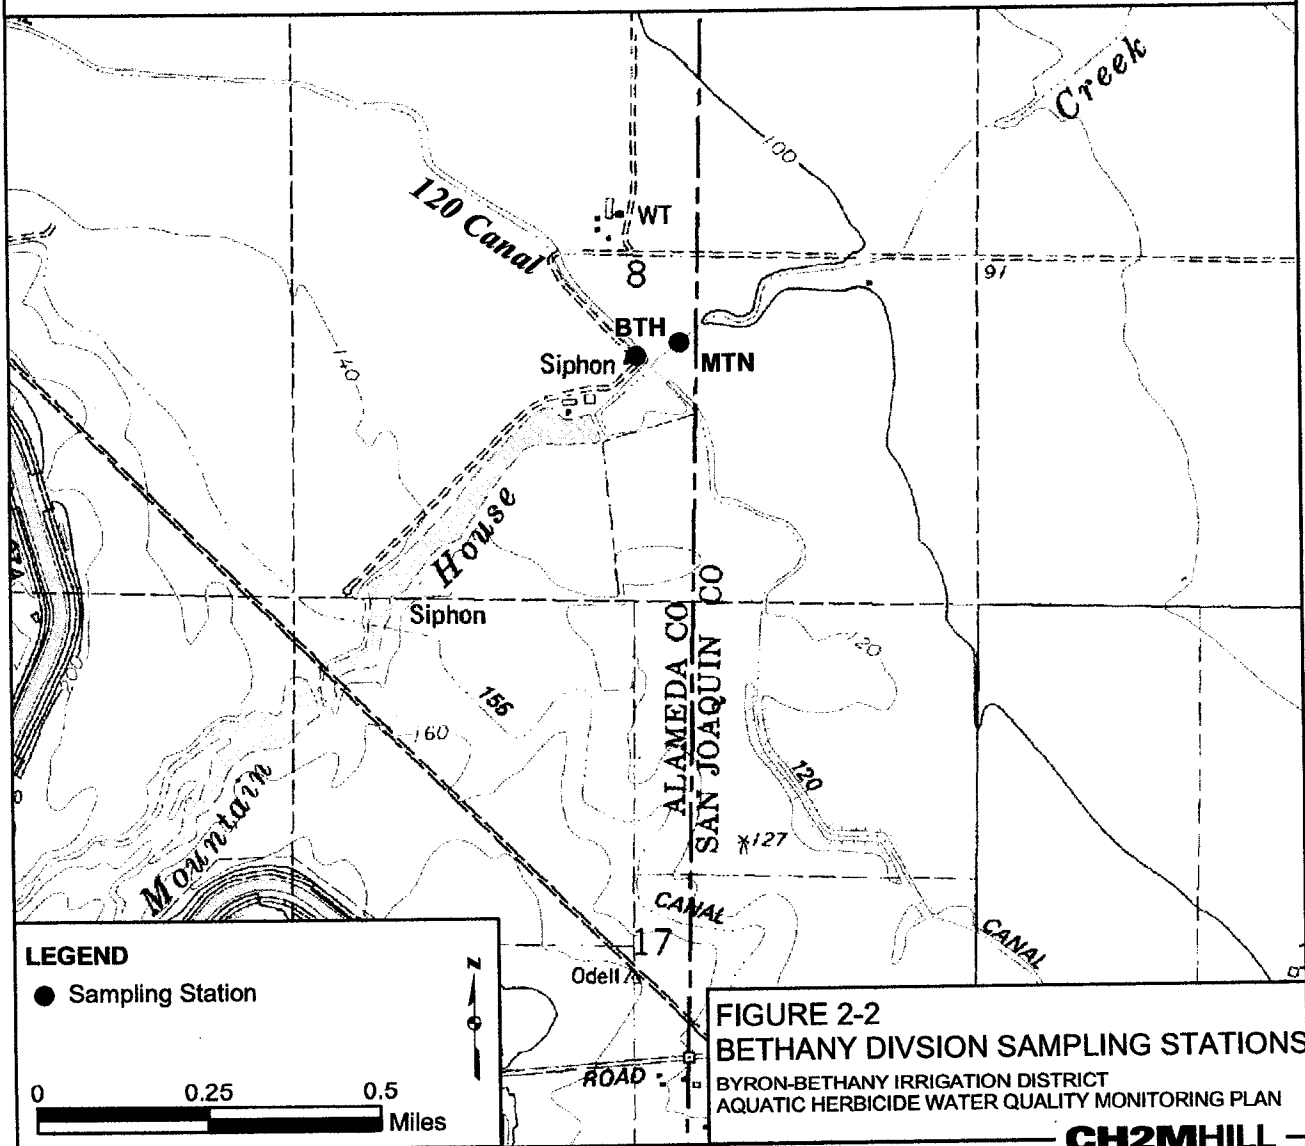 Creek
100
120 Canal
WT
8
91
BTH
Siphon
MTN
140
House
Siphon
ALAMEDA CO
SAN JOAQUIN CO
120
156
160
120
Mountain
127
CANAL
CANAL
17
Odell
ROAD
LEGEND
Sampling Station
N
0 0.25 0.5
Miles
FIGURE 2-2
BETHANY DIVSION SAMPLING STATIONS
BYRON-BETHANY IRRIGATION DISTRICT
AQUATIC HERBICIDE WATER QUALITY MONITORING PLAN
CH2MHILL